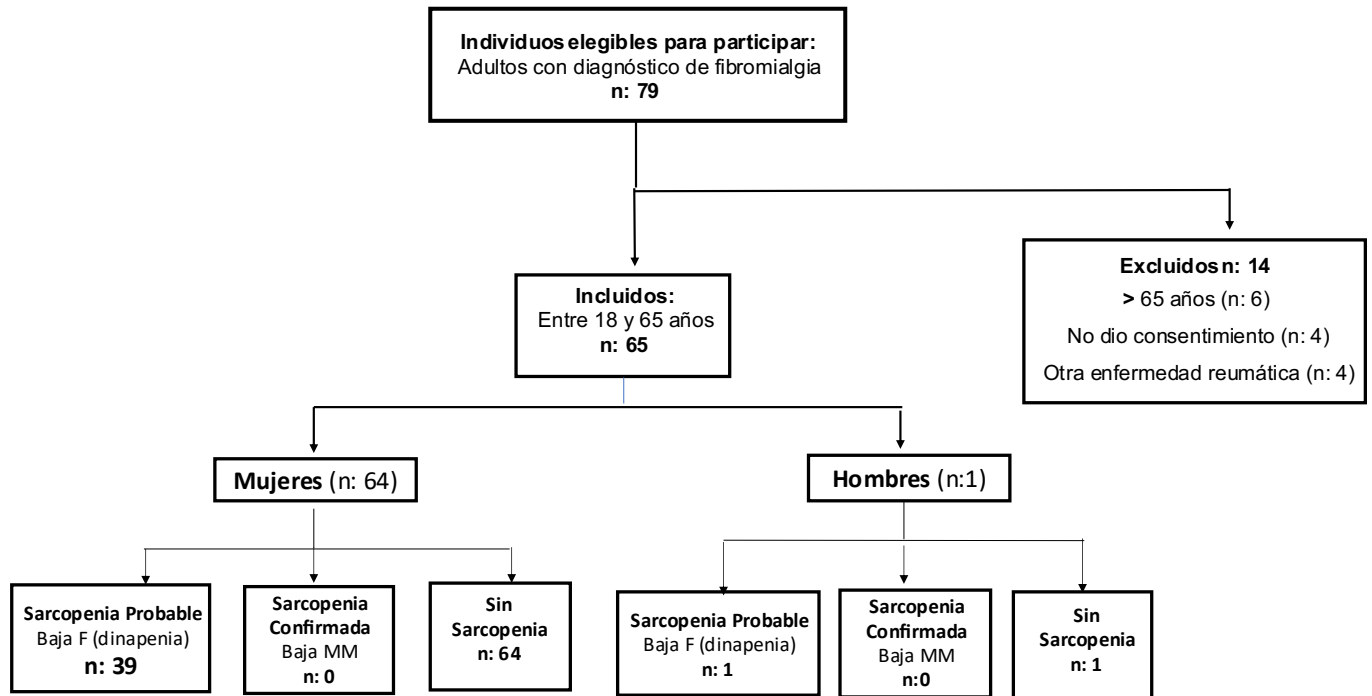 Individuos elegibles para participar:
Adultos con diagnóstico de fibromialgia
n: 79
Excluidos n: 14
> 65 años (n: 6)
No dio consentimiento (n: 4)
Otra enfermedad reumática (n: 4)
Incluidos:
Entre 18 y 65 años
n: 65
Mujeres (n: 64)
Hombres (n:1)
Sarcopenia Probable
Baja F (dinapenia)
n: 39
Sarcopenia
Confirmada
Baja MM
n: 0
Sin
Sarcopenia
n: 64
Sarcopenia Probable
Baja F (dinapenia)
n: 1
Sarcopenia
Confirmada
Baja MM
n:0
Sin
Sarcopenia
n: 1